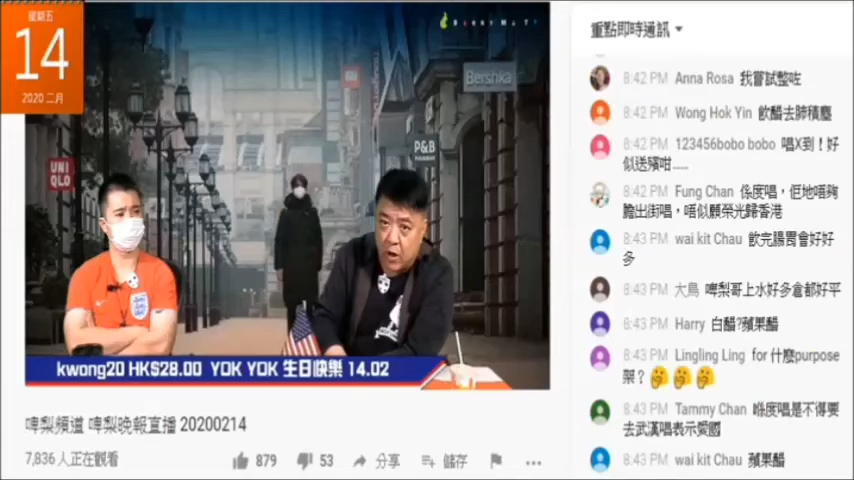 星期五
14
2020 二月
UNI
QLO
Bershka
P&B
kwong20 HK$28.00 YOK YOK 生日快樂 14.02
啤梨頻道 啤梨晚報直播 20200214
7,836 人正在觀看
879
53
分享
儲存
重點即時通訊
8:42 PM Anna Rosa 我嘗試整咗
8:42 PM Wong Hok Yin 飲醋去肺積塵
8:42 PM 123456bobo bobo 唱X到！好
似送殯咁......
8:42 PM Fung Chan 係度唱，佢地唔夠
膽出街唱，唔似願榮光歸香港
8:43 PM wai kit Chau 飲完腸胃會好好
多
8:43 PM 大鳥 啤梨哥上水好多倉都好平
8:43 PM Harry 白醋?蘋果醋
8:43 PM Lingling Ling for 什麼purpose
架？🤔🤔🤔
8:43 PM Tammy Chan 喺度唱是不得要
去武漢唱表示愛國
8:43 PM wai kit Chau 蘋果醋